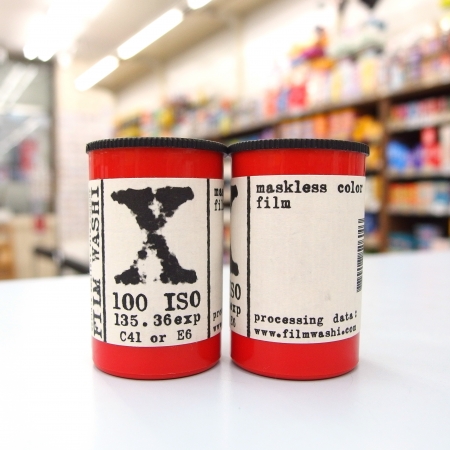 FILM WASHI
X
100 ISO
135.36exp
C41 or E6
maskless color
film
processing data:
www.filmwashi.com